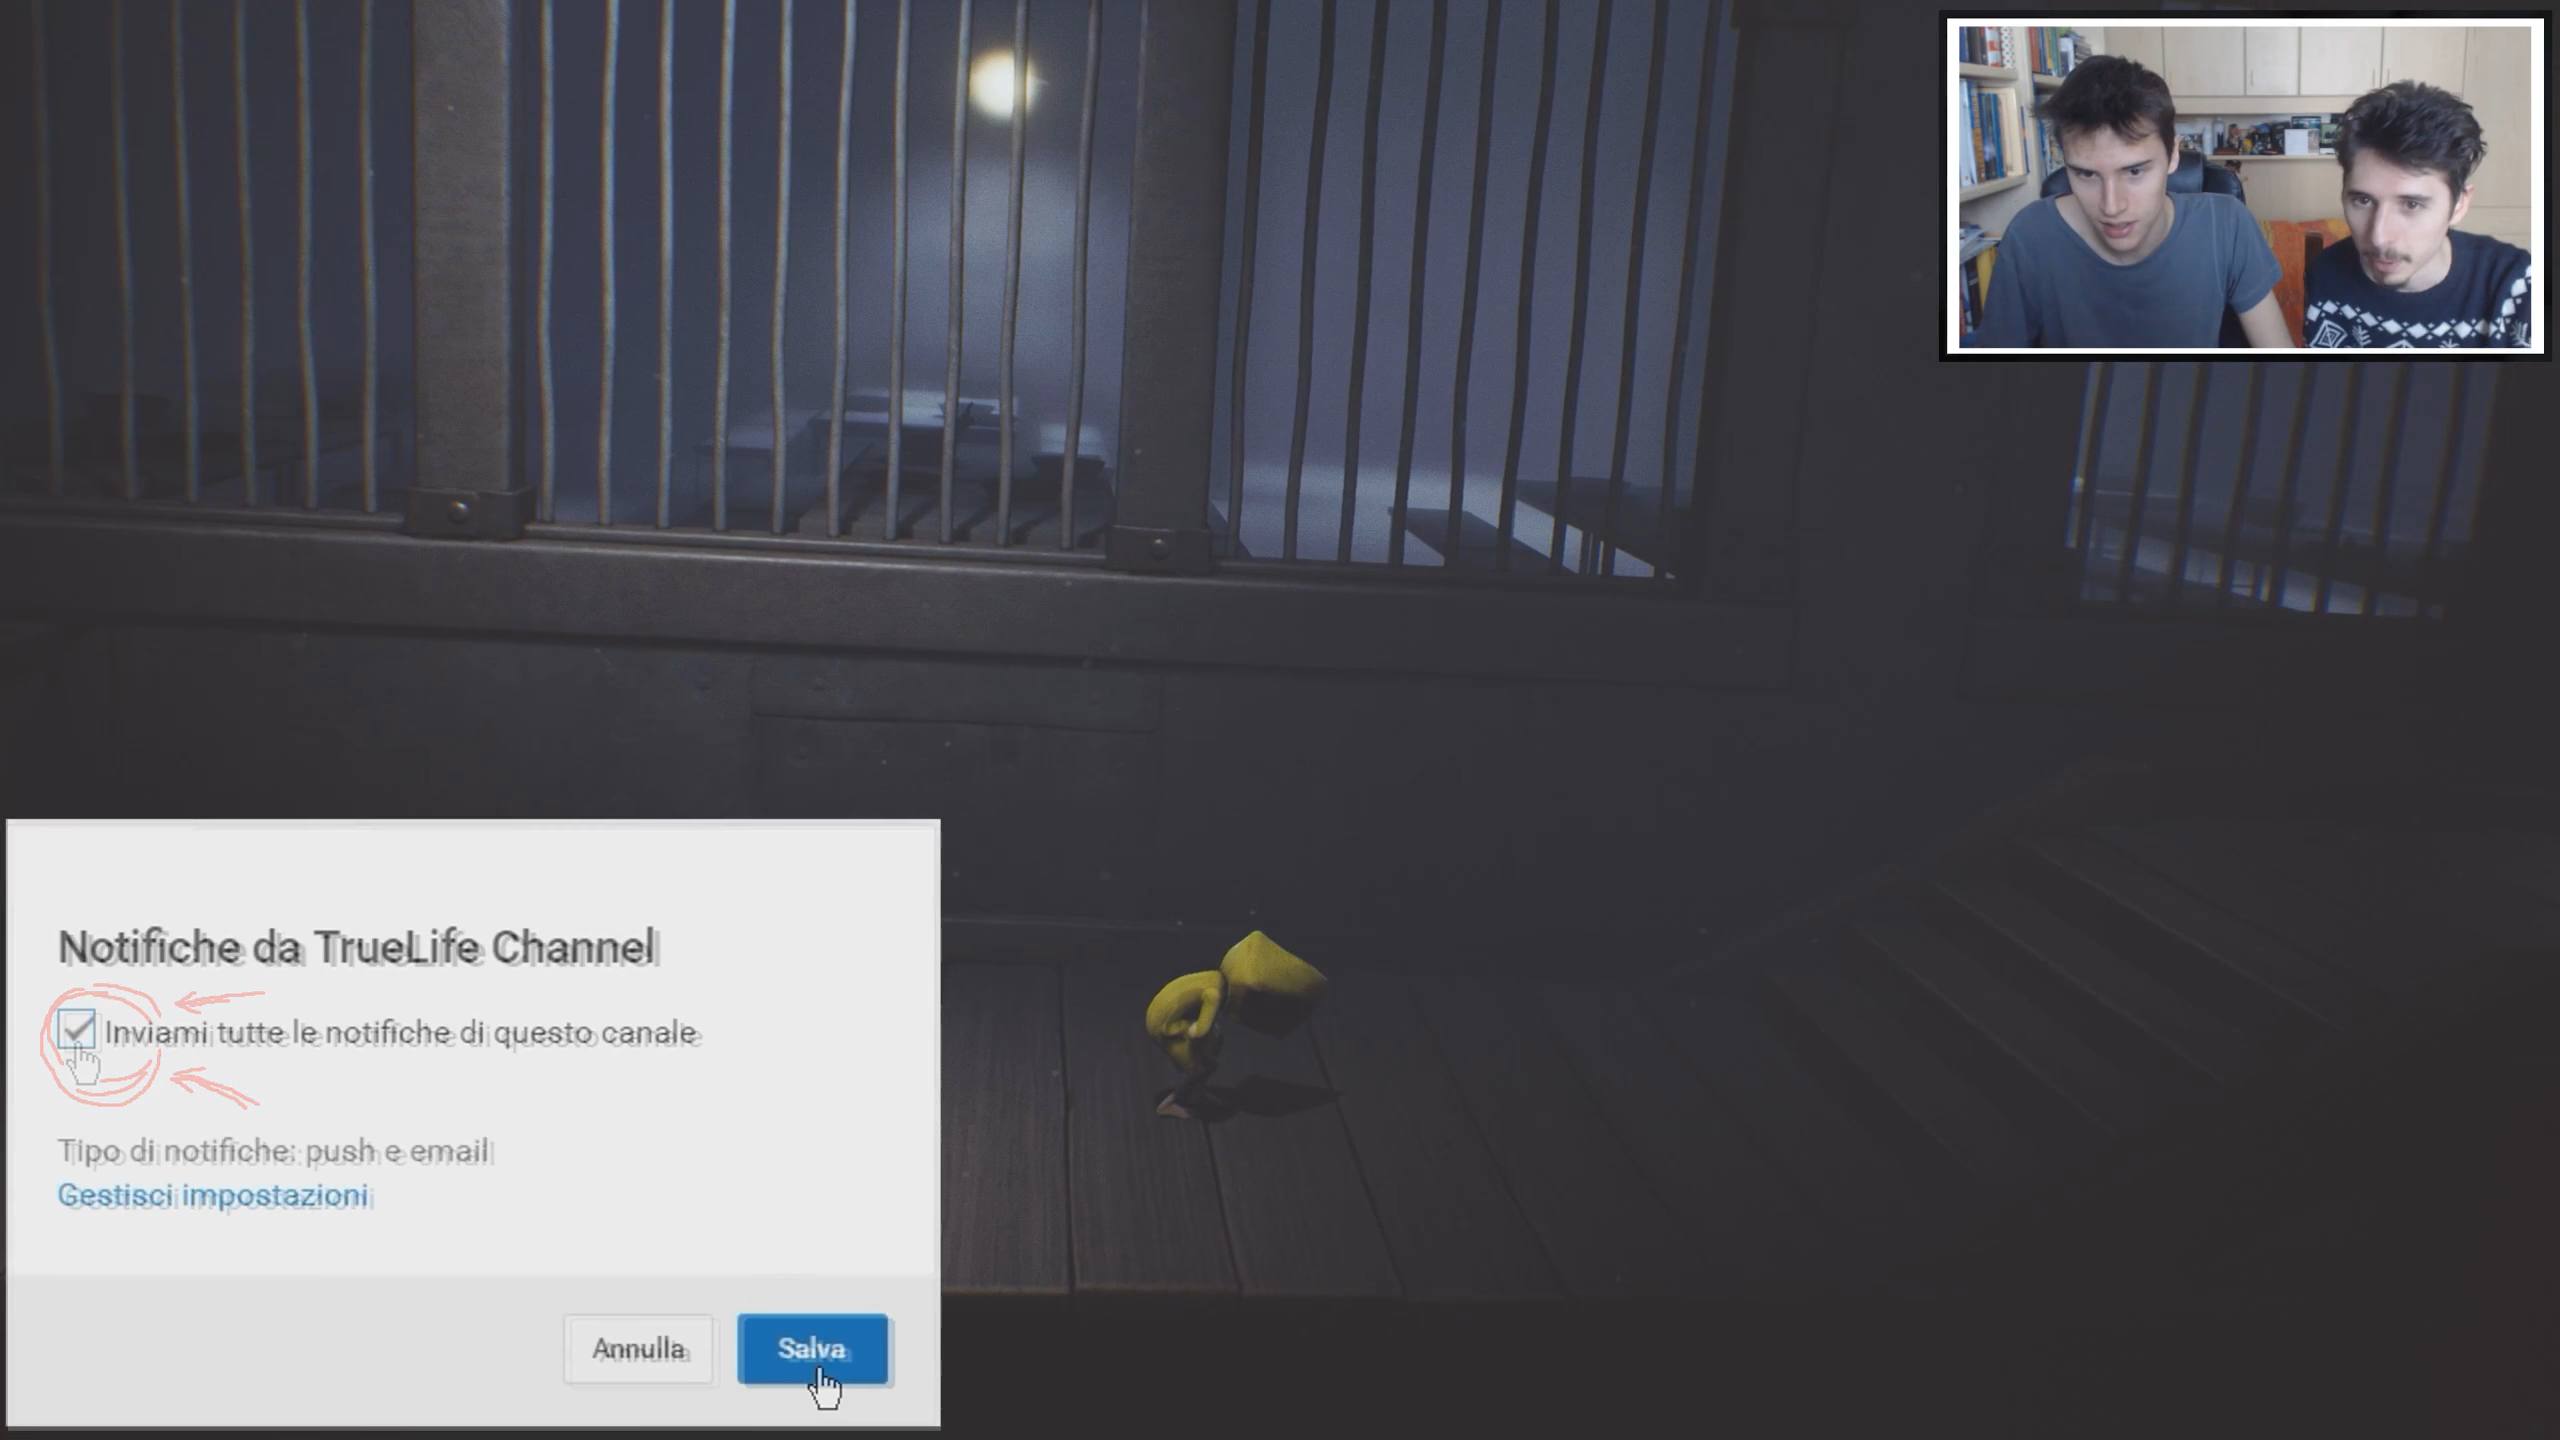 Notifiche da TrueLife Channel
Inviami tutte le notifiche di questo canale
Tipo di notifiche: push e email
Gestisci impostazioni
Annulla
Salva